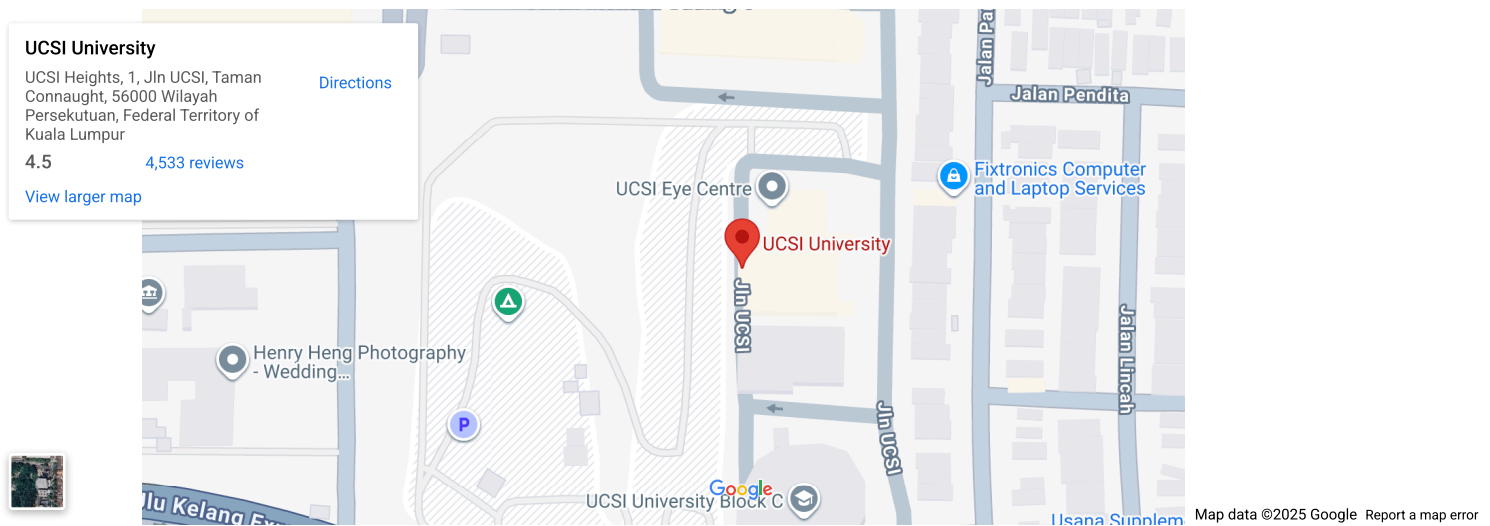 UCSI University
UCSI Heights, 1, Jln UCSI, Taman
Connaught, 56000 Wilayah
Persekutuan, Federal Territory of
Kuala Lumpur
Directions
4.5
4,533 reviews
View larger map
Jalan
Jalan Pendita
Fixtronics Computer
and Laptop Services
UCSI Eye Centre
UCSI University
Jln UCSI
Jalan Lincah
Henry Heng Photography
- Wedding...
P
Jln UCSI
Google
UCSI University Block C
Kelang
Usana
Map data ©2025 Google
Report a map error